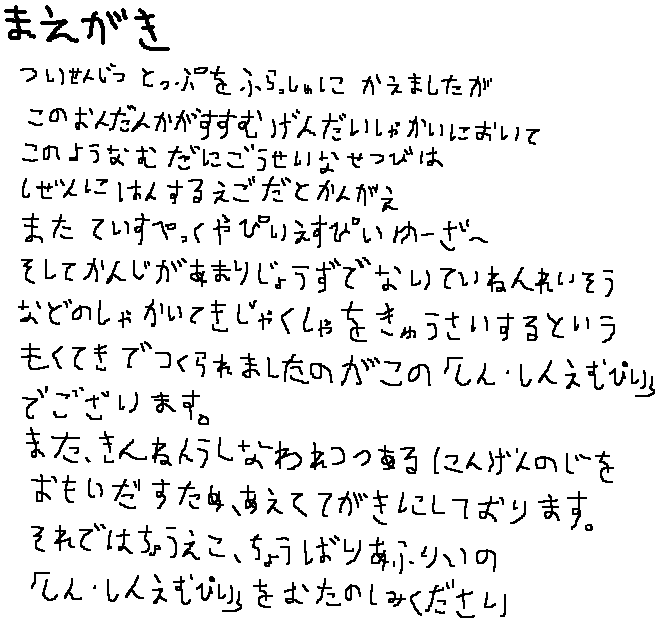 まえがき
ついせんじつ とっぷを ふらっしゅに かえましたが
このおんだんかがすすむ げんだいしゃかいにおいて
このようなむだにごうせいなせつびは
しぜんにはんするえごだとかんがえ
また ていすぺっくやぴいえすぴいゆーざー
そしてかんじがあまりじょうずでないていねんれいそう
などのしゃかいてきじゃくしゃをきゅうさいするという
もくてきでつくられましたのがこの「しん・しんえむぴい」
でございます。
また、きんねんうしなわれつつあるにんげんのじを
おもいだすため、あえててがきにしております。
それではちょうえこ、ちょうばりあふりいの
「しん・しんえむぴい」をおたのしみください